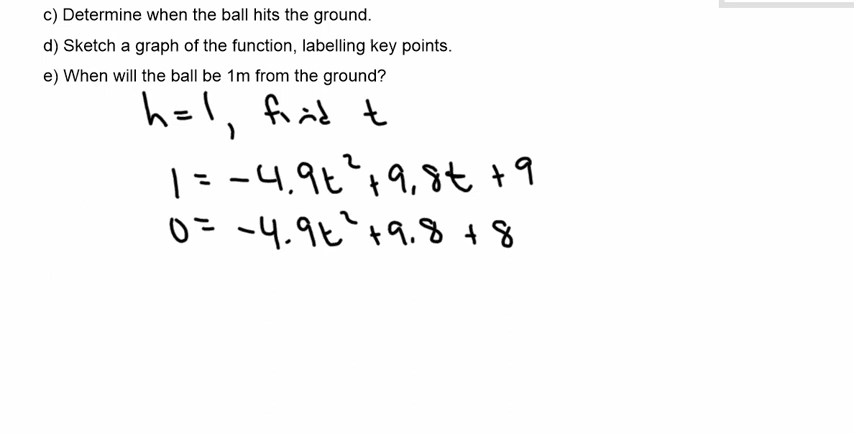 c) Determine when the ball hits the ground.
d) Sketch a graph of the function, labelling key points.
e) When will the ball be 1m from the ground?
h=1, find t
1 = -4.9t²+9.8t +9
0= -4.9t²+9.8 + 8